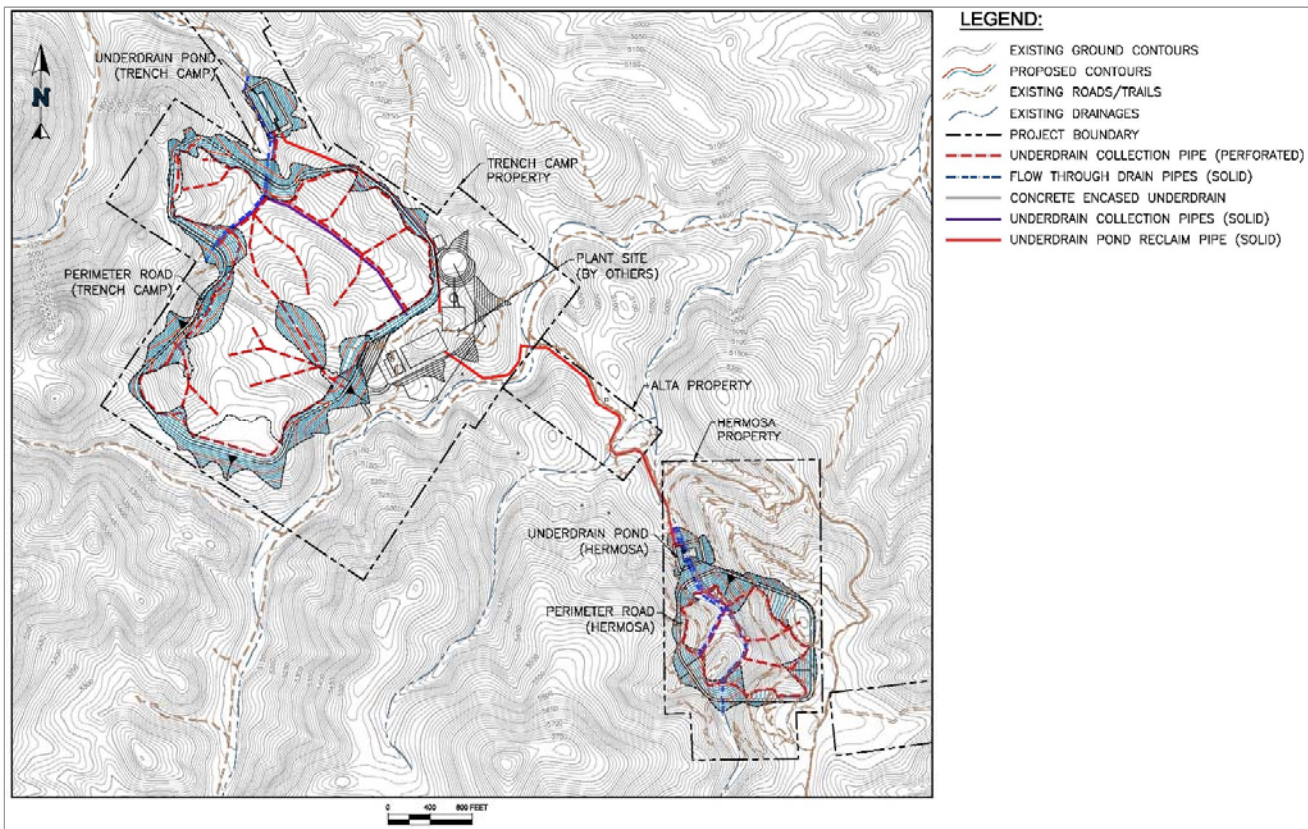 LEGEND:
EXISTING GROUND CONTOURS
PROPOSED CONTOURS
EXISTING ROADS/TRAILS
EXISTING DRAINAGES
PROJECT BOUNDARY
UNDERDRAIN COLLECTION PIPE (PERFORATED)
FLOW THROUGH DRAIN PIPES (SOLID)
CONCRETE ENCASED UNDERDRAIN
UNDERDRAIN COLLECTION PIPES (SOLID)
UNDERDRAIN POND RECLAIM PIPE (SOLID)
N
UNDERDRAIN POND
(TRENCH CAMP)
TRENCH CAMP
PROPERTY
PLANT SITE
(BY OTHERS)
PERIMETER ROAD
(TRENCH CAMP)
ALTA PROPERTY
HERMOSA
PROPERTY
UNDERDRAIN POND
(HERMOSA)
PERIMETER ROAD
(HERMOSA)
0 400 800 FEET